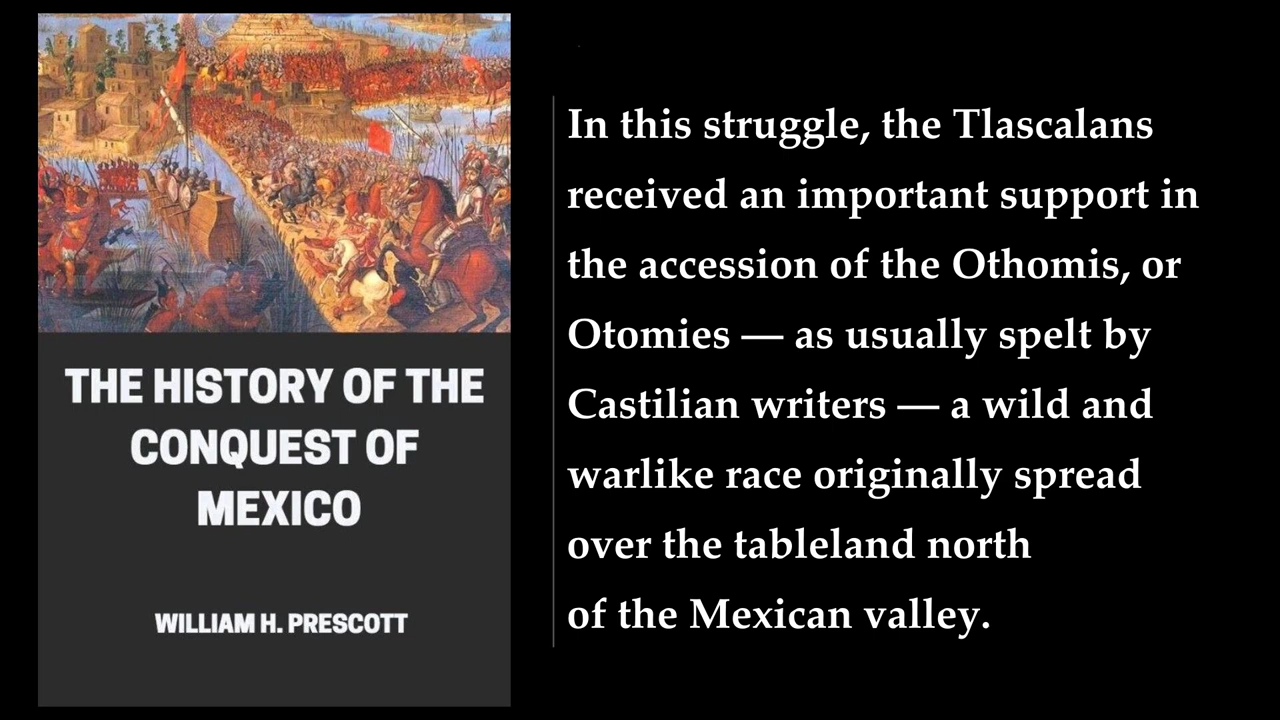 THE HISTORY OF THE
CONQUEST OF
MEXICO
WILLIAM H. PRESCOTT
In this struggle, the Tlascalans
received an important support in
the accession of the Othomis, or
Otomies — as usually spelt by
Castilian writers — a wild and
warlike race originally spread
over the tableland north
of the Mexican valley.